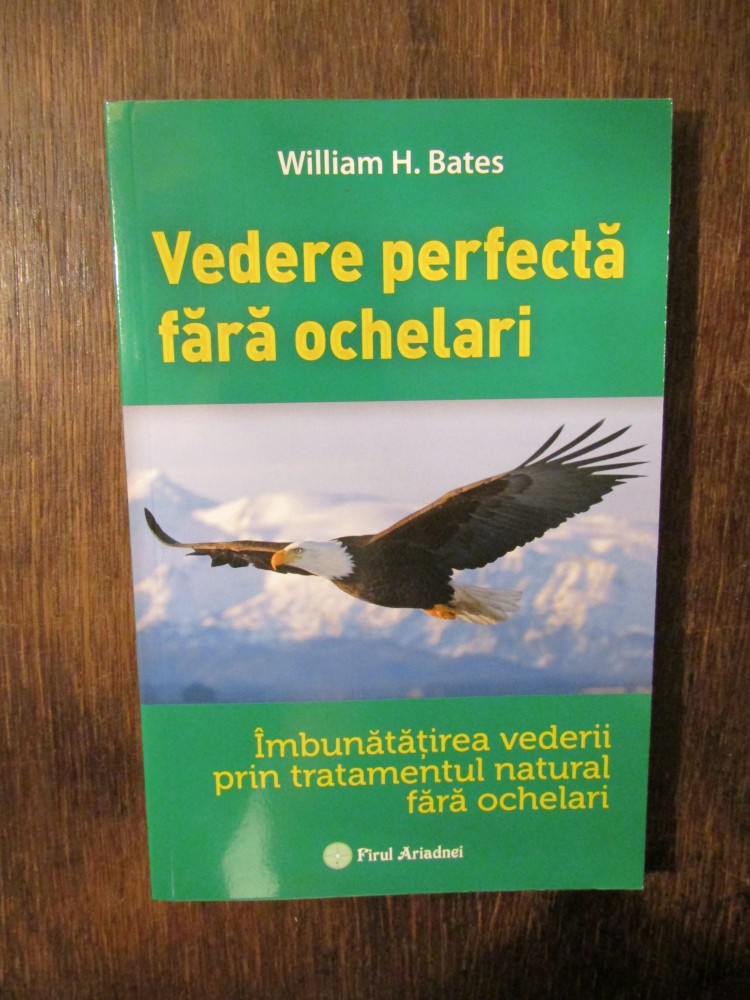 William H. Bates
Vedere perfectă
fără ochelari
Îmbunătățirea vederii
prin tratamentul natural
fără ochelari
Firul Ariadnei